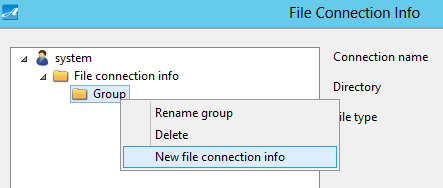 File Connection Info
system
File connection info
Group
Connection name
Directory
File type
Rename group
Delete
New file connection info